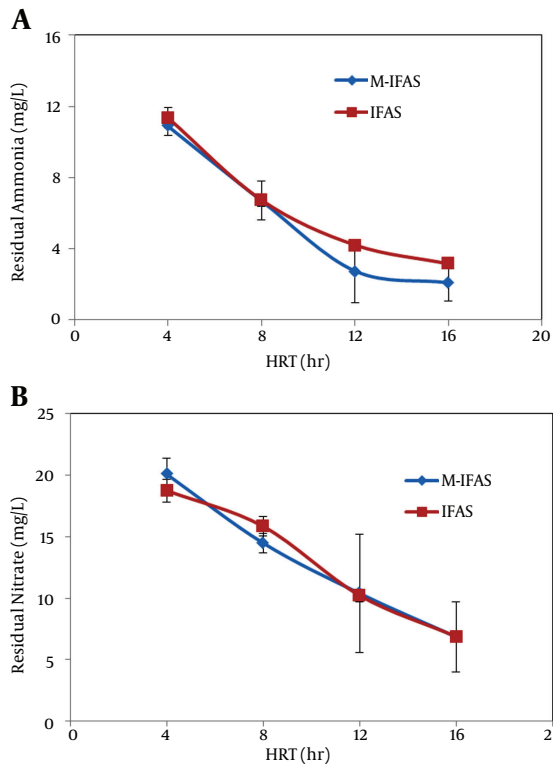 A
16
12
8
4
0
Residual Ammonia (mg/L)
M-IFAS
IFAS
0 4 8 12 16 20
HRT (hr)
B
25
20
15
10
5
0
Residual Nitrate (mg/L)
M-IFAS
IFAS
0 4 8 12 16
HRT (hr)